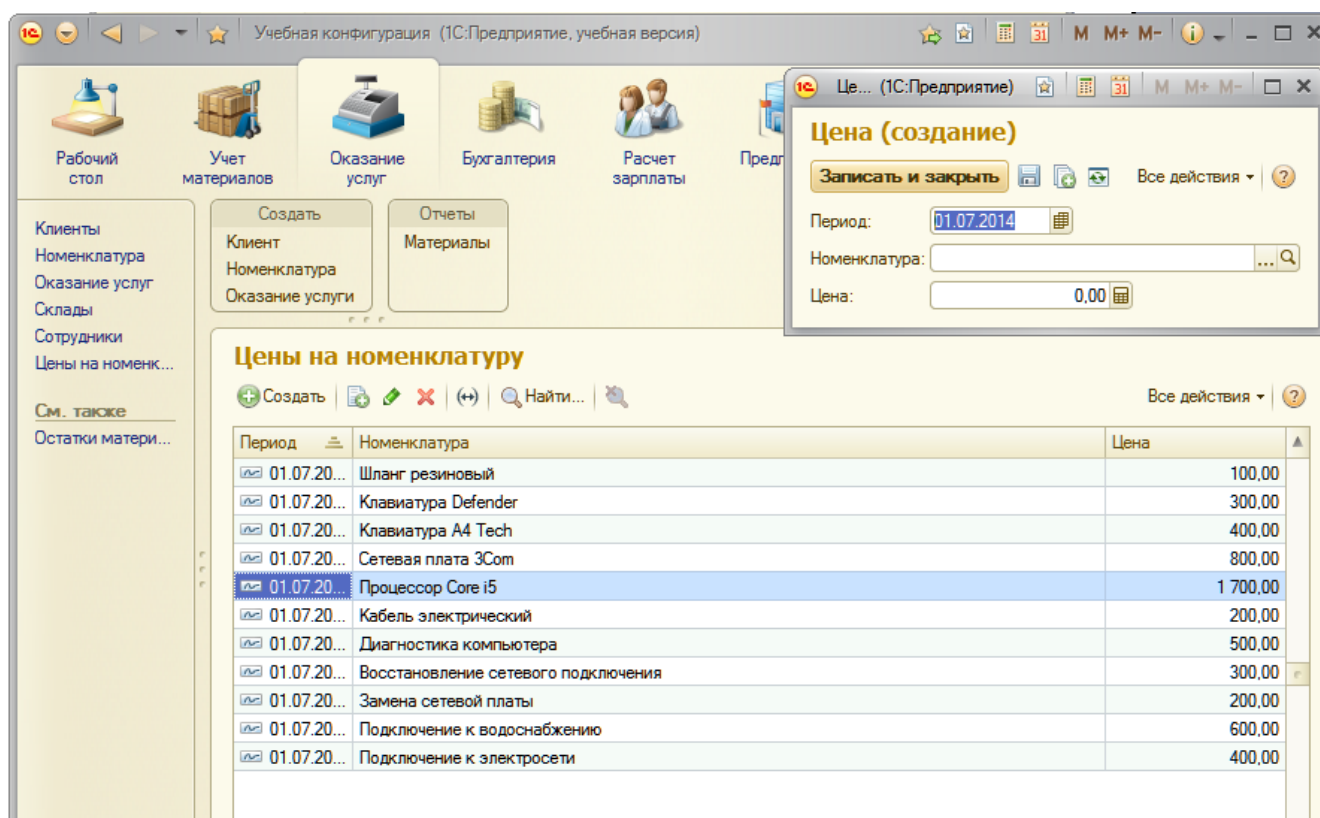 Учебная конфигурация (1С:Предприятие, учебная версия)
31 M M+ M-
Рабочий стол
Учет материалов
Оказание услуг
Бухгалтерия
Расчет зарплаты
Це... (1С:Предприятие) 31 M M+ M-
Цена (создание)
Записать и закрыть Все действия
Период: 01.07.2014
Номенклатура: ...
Цена: 0,00
Клиенты
Номенклатура
Оказание услуг
Склады
Сотрудники
Цены на номенк...
См. также
Остатки матери...
Создать
Клиент
Номенклатура
Оказание услуги
Отчеты
Материалы
Цены на номенклатуру
Создать Найти... Все действия
Период Номенклатура Цена
01.07.20... Шланг резиновый 100,00
01.07.20... Клавиатура Defender 300,00
01.07.20... Клавиатура A4 Tech 400,00
01.07.20... Сетевая плата 3Com 800,00
01.07.20... Процессор Core i5 1 700,00
01.07.20... Кабель электрический 200,00
01.07.20... Диагностика компьютера 500,00
01.07.20... Восстановление сетевого подключения 300,00
01.07.20... Замена сетевой платы 200,00
01.07.20... Подключение к водоснабжению 600,00
01.07.20... Подключение к электросети 400,00